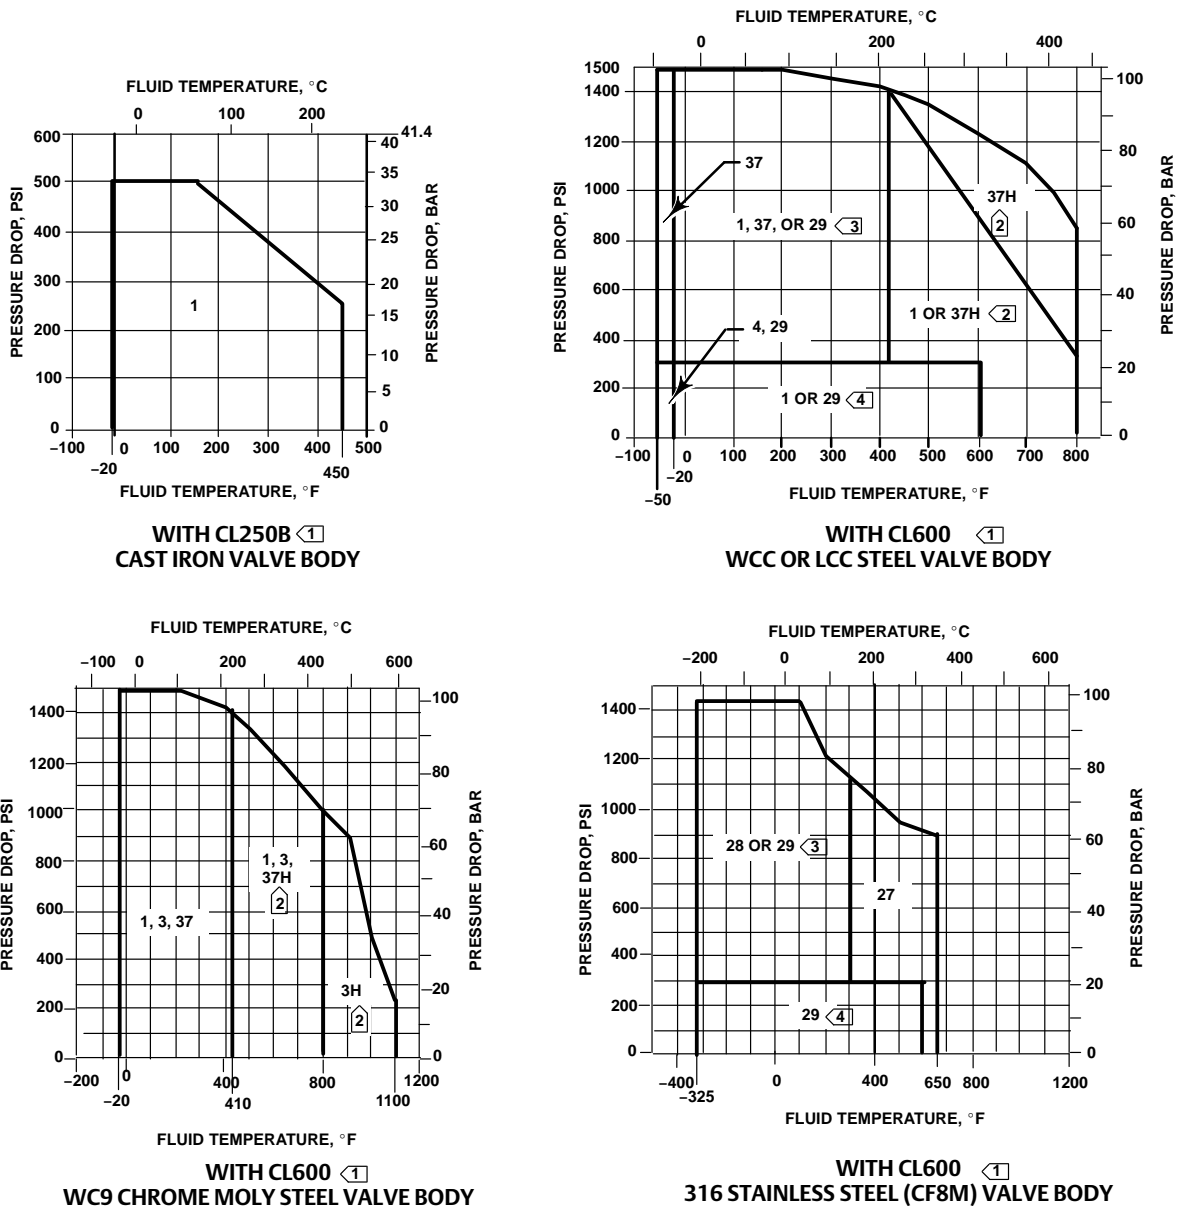 FLUID TEMPERATURE, °C
0 100 200
600 500 400 300 200 100 0
PRESSURE DROP, PSI
41.4
40 35 30 25 20 15 10 5 0
PRESSURE DROP, BAR
1
–100 0 100 200 300 400 500
–20 450
FLUID TEMPERATURE, °F
WITH CL250B 1
CAST IRON VALVE BODY
FLUID TEMPERATURE, °C
0 200 400
1500 1400 1200 1000 800 600 400 200 0
PRESSURE DROP, PSI
100 80 60 40 20 0
PRESSURE DROP, BAR
37
37H
2
1, 37, OR 29 3
1 OR 37H 2
4, 29
1 OR 29 4
–100 0 100 200 300 400 500 600 700 800
–20
–50
FLUID TEMPERATURE, °F
WITH CL600 1
WCC OR LCC STEEL VALVE BODY
FLUID TEMPERATURE, °C
–100 0 200 400 600
1400 1200 1000 800 600 400 200 0
PRESSURE DROP, PSI
100 80 60 40 20 0
PRESSURE DROP, BAR
1, 3,
37H
2
1, 3, 37
3H
2
–200 0 400 800 1200
–20 410 1100
FLUID TEMPERATURE, °F
WITH CL600 1
WC9 CHROME MOLY STEEL VALVE BODY
FLUID TEMPERATURE, °C
–200 0 200 400 600
1400 1200 1000 800 600 400 200 0
PRESSURE DROP, PSI
100 80 60 40 20 0
PRESSURE DROP, BAR
28 OR 29 3
27
29 4
–400 0 400 650 800 1200
–325
FLUID TEMPERATURE, °F
WITH CL600 1
316 STAINLESS STEEL (CF8M) VALVE BODY